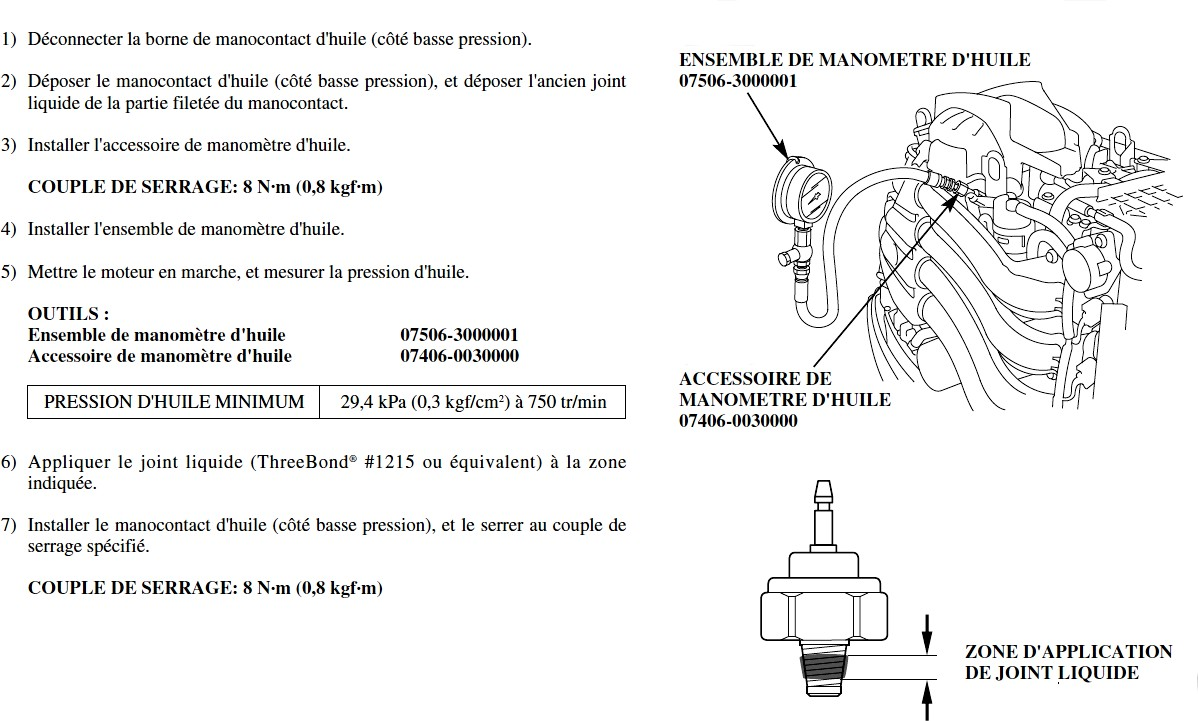 1) Déconnecter la borne de manocontact d'huile (côté basse pression).
2) Déposer le manocontact d'huile (côté basse pression), et déposer l'ancien joint
liquide de la partie filetée du manocontact.
3) Installer l'accessoire de manomètre d'huile.
COUPLE DE SERRAGE: 8 N·m (0,8 kgf·m)
4) Installer l'ensemble de manomètre d'huile.
5) Mettre le moteur en marche, et mesurer la pression d'huile.
OUTILS :
Ensemble de manomètre d'huile 07506-3000001
Accessoire de manomètre d'huile 07406-0030000
PRESSION D'HUILE MINIMUM 29,4 kPa (0,3 kgf/cm²) à 750 tr/min
6) Appliquer le joint liquide (ThreeBond® #1215 ou équivalent) à la zone
indiquée.
7) Installer le manocontact d'huile (côté basse pression), et le serrer au couple de
serrage spécifié.
COUPLE DE SERRAGE: 8 N·m (0,8 kgf·m)
ENSEMBLE DE MANOMETRE D'HUILE
07506-3000001
ACCESSOIRE DE
MANOMETRE D'HUILE
07406-0030000
ZONE D'APPLICATION
DE JOINT LIQUIDE